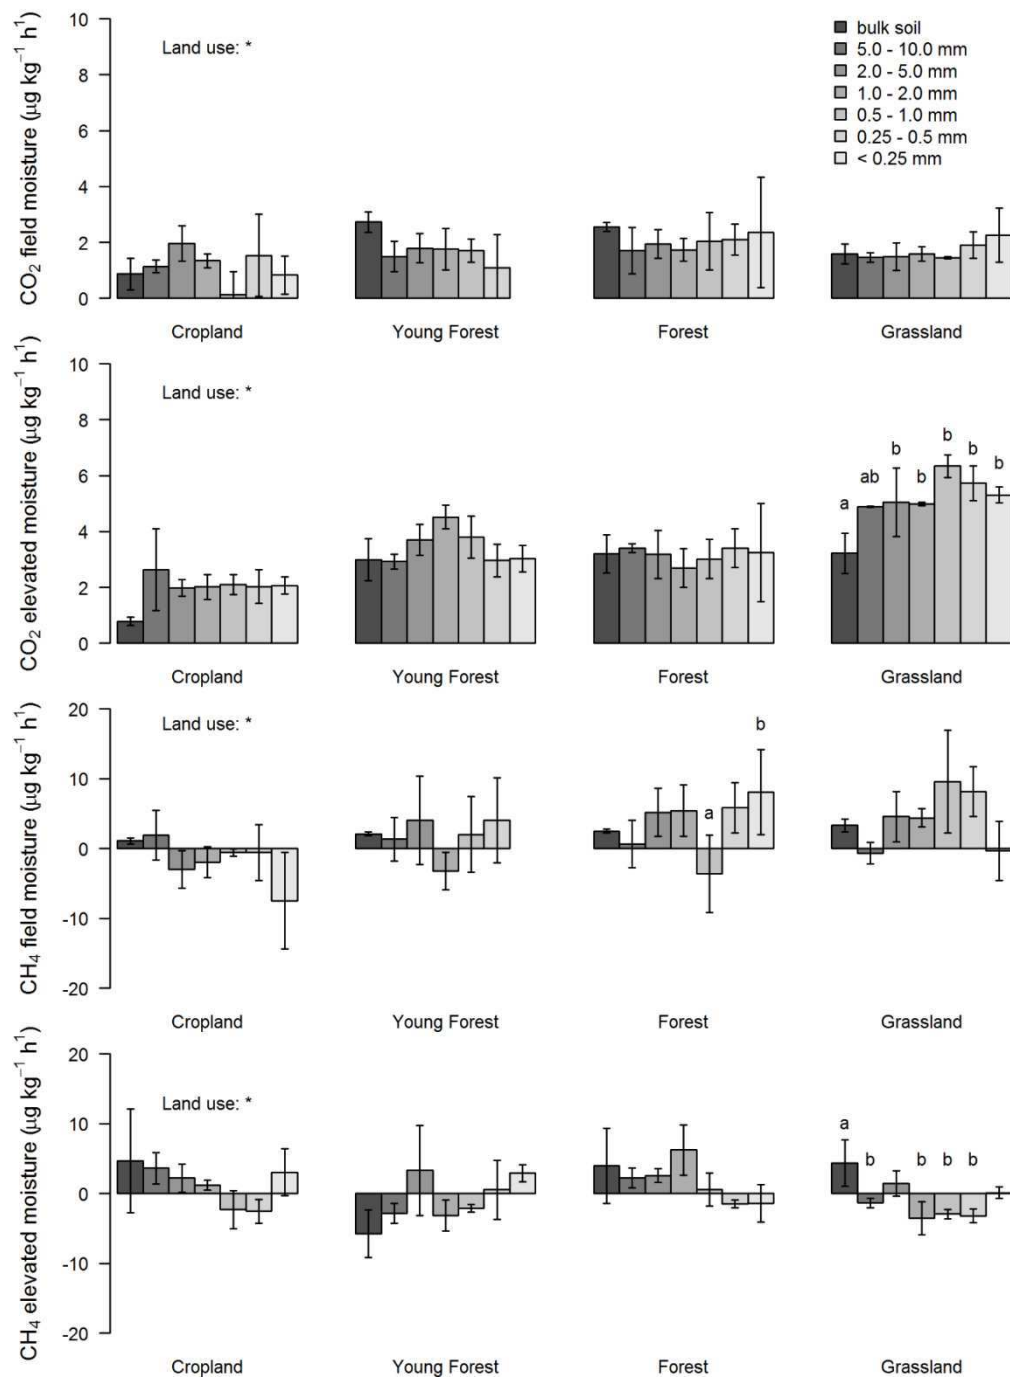 CO₂ field moisture (µg kg⁻¹ h¹)
10
8
6
4
2
0
Land use: *
bulk soil
5.0 - 10.0 mm
2.0 - 5.0 mm
1.0 - 2.0 mm
0.5 - 1.0 mm
0.25 - 0.5 mm
< 0.25 mm
Cropland Young Forest Forest Grassland
CO₂ elevated moisture (µg kg⁻¹ h¹)
10
8
6
4
2
0
Land use: *
a ab b b b b b
Cropland Young Forest Forest Grassland
CH₄ field moisture (µg kg⁻¹ h¹)
20
10
0
-10
-20
Land use: *
a b
Cropland Young Forest Forest Grassland
CH₄ elevated moisture (µg kg⁻¹ h¹)
20
10
0
-10
-20
Land use: *
a b b b b
Cropland Young Forest Forest Grassland